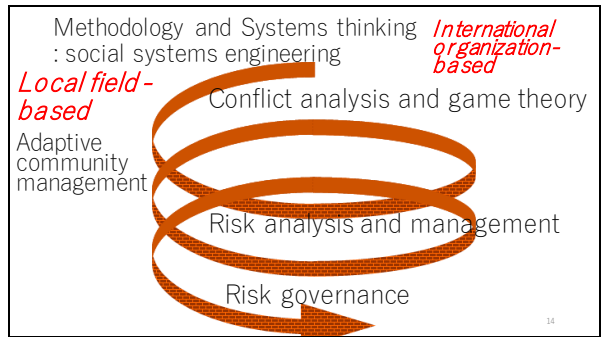 Methodology and Systems thinking
: social systems engineering
International
organization-
based
Local field-
based
Conflict analysis and game theory
Adaptive
community
management
Risk analysis and management
Risk governance
14